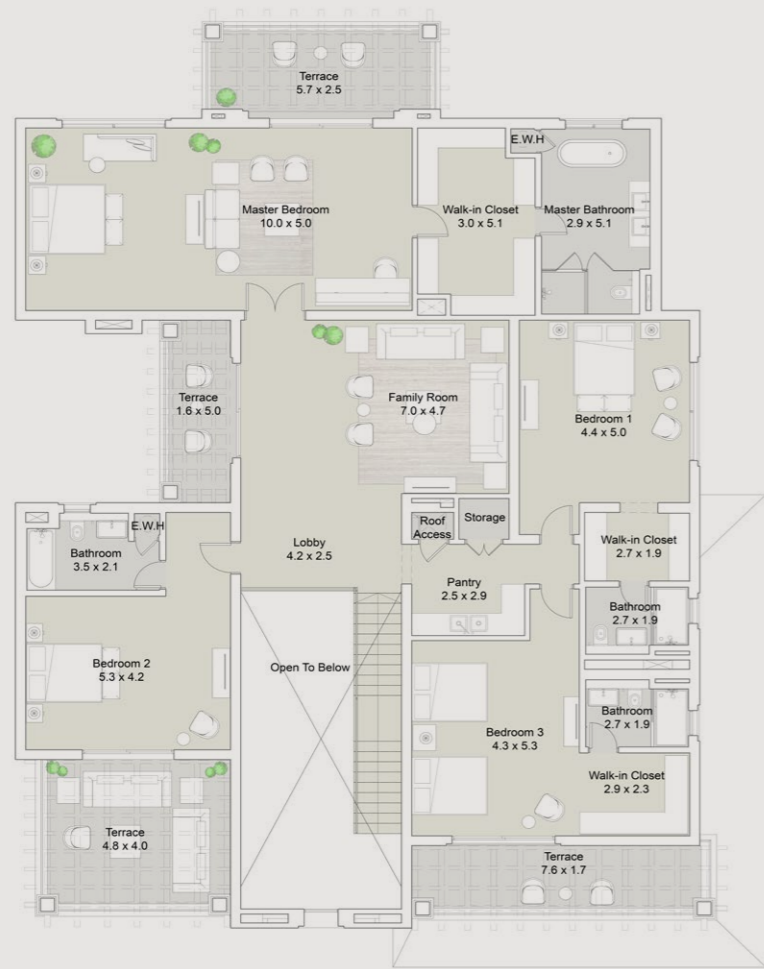 Terrace
5.7 x 2.5
E.W.H
Master Bedroom
10.0 x 5.0
Walk-in Closet
3.0 x 5.1
Master Bathroom
2.9 x 5.1
Terrace
1.6 x 5.0
Family Room
7.0 x 4.7
Bedroom 1
4.4 x 5.0
E.W.H
Bathroom
3.5 x 2.1
Lobby
4.2 x 2.5
Roof
Access
Storage
Walk-in Closet
2.7 x 1.9
Pantry
2.5 x 2.9
Bathroom
2.7 x 1.9
Bedroom 2
5.3 x 4.2
Open To Below
Bathroom
2.7 x 1.9
Bedroom 3
4.3 x 5.3
Walk-in Closet
2.9 x 2.3
Terrace
4.8 x 4.0
Terrace
7.6 x 1.7